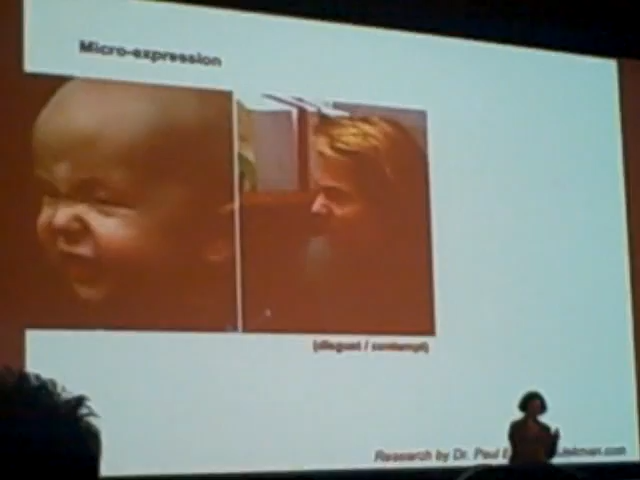 Micro-expression
(disgust / contempt)
Research by Dr. Paul E